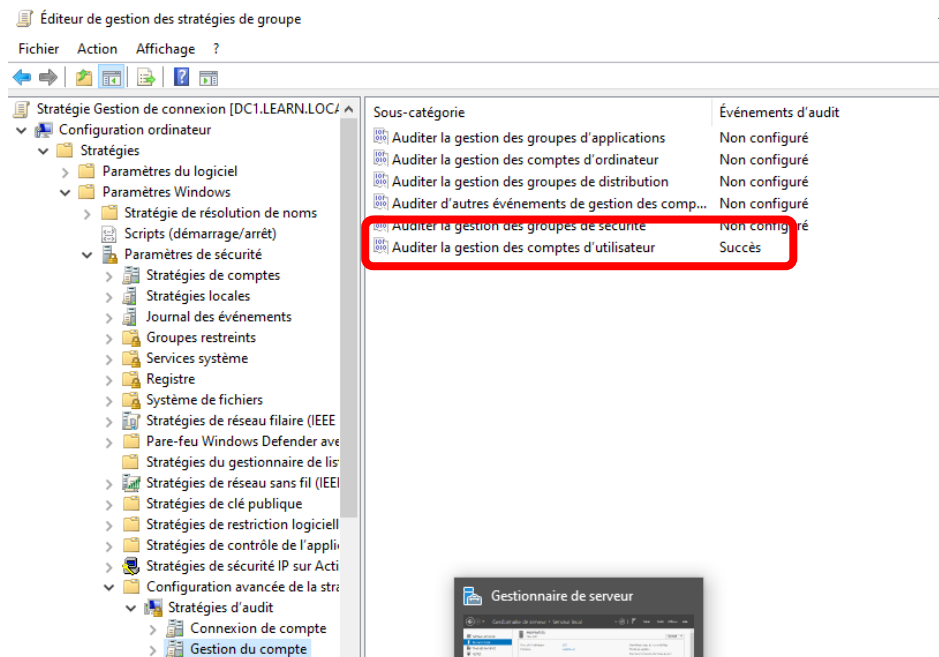 Éditeur de gestion des stratégies de groupe
Fichier Action Affichage ?
Stratégie Gestion de connexion [DC1.LEARN.LOCA
Configuration ordinateur
Stratégies
Paramètres du logiciel
Paramètres Windows
Stratégie de résolution de noms
Scripts (démarrage/arrêt)
Paramètres de sécurité
Stratégies de comptes
Stratégies locales
Journal des événements
Groupes restreints
Services système
Registre
Système de fichiers
Stratégies de réseau filaire (IEEE
Pare-feu Windows Defender ave
Stratégies du gestionnaire de lis
Stratégies de réseau sans fil (IEEE
Stratégies de clé publique
Stratégies de restriction logiciell
Stratégies de contrôle de l'appli
Stratégies de sécurité IP sur Acti
Configuration avancée de la stra
Stratégies d'audit
Connexion de compte
Gestion du compte
Sous-catégorie Événements d'audit
Auditer la gestion des groupes d'applications Non configuré
Auditer la gestion des comptes d'ordinateur Non configuré
Auditer la gestion des groupes de distribution Non configuré
Auditer d'autres événements de gestion des comp... Non configuré
Auditer la gestion des groupes de sécurité Non configuré
Auditer la gestion des comptes d'utilisateur Succès
Gestionnaire de serveur
Gestionnaire de serveur • Serveur local